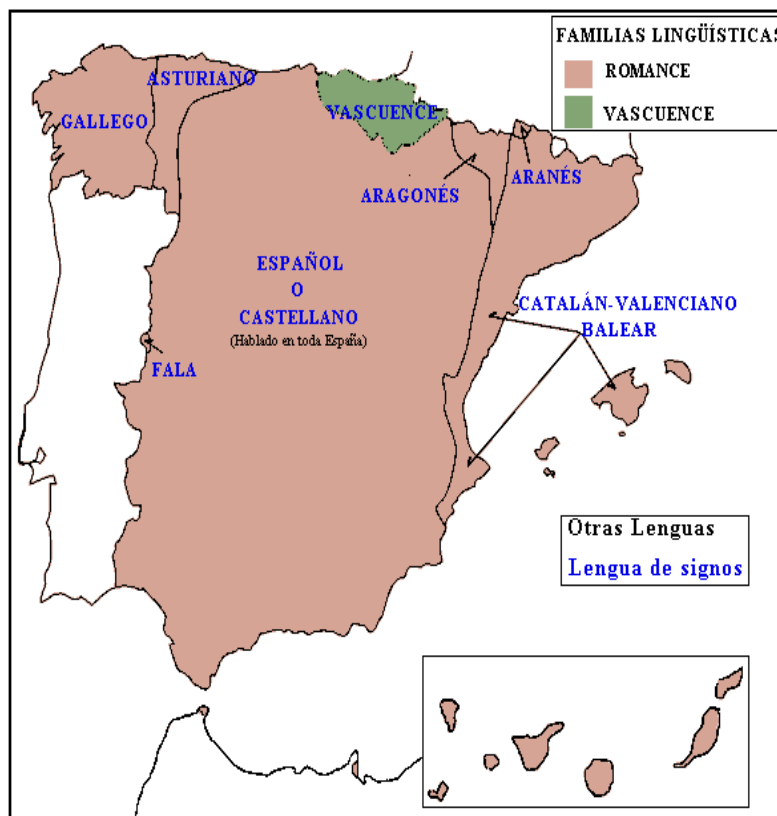 FAMILIAS LINGÜÍSTICAS
ROMANCE
VASCUENCE
ASTURIANO
GALLEGO
VASCUENCE
ARAGONÉS
ARANÉS
ESPAÑOL
O
CASTELLANO
(Hablado en toda España)
CATALÁN-VALENCIANO
BALEAR
FALA
Otras Lenguas
Lengua de signos